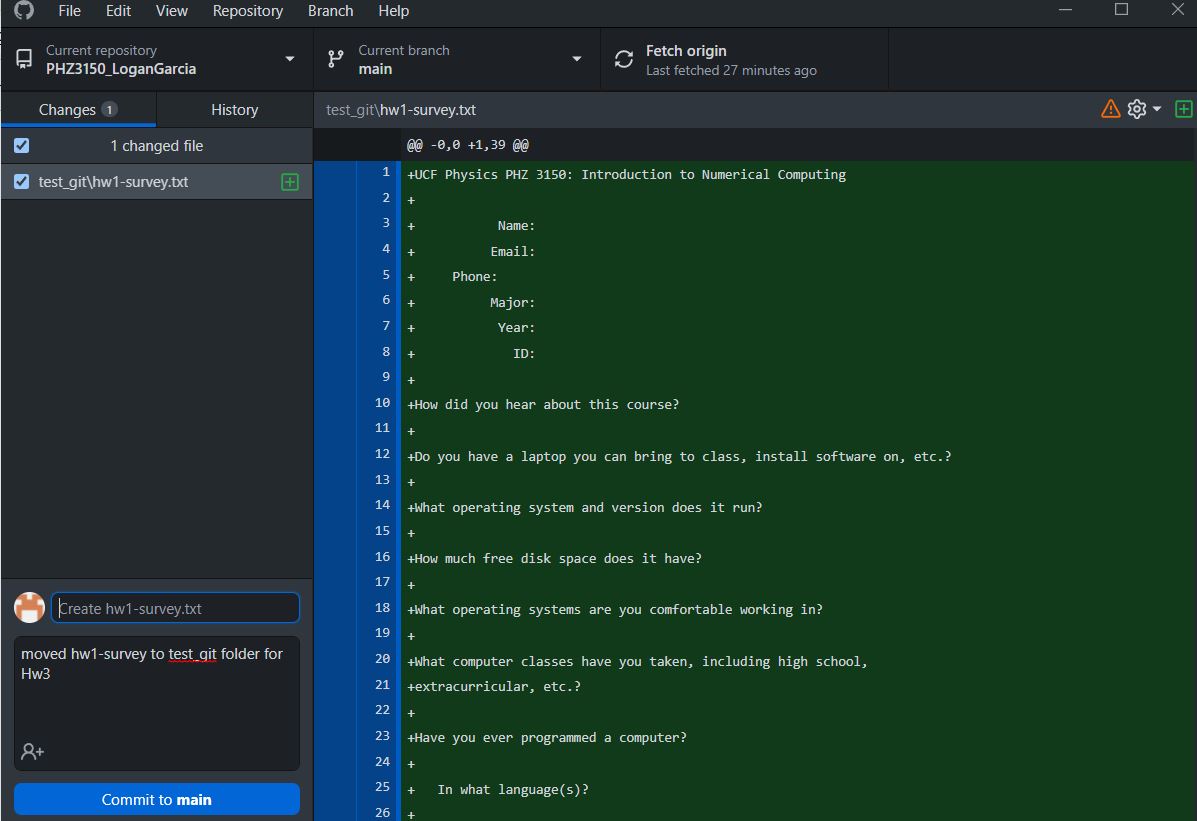 File Edit View Repository Branch Help
Current repository
PHZ3150_LoganGarcia
Current branch
main
Fetch origin
Last fetched 27 minutes ago
Changes 1
History
test_git\hw1-survey.txt
1 changed file
test_git\hw1-survey.txt
Create hw1-survey.txt
moved hw1-survey to test_git folder for
Hw3
Commit to main
@@ -0,0 +1,39 @@
1 +UCF Physics PHZ 3150: Introduction to Numerical Computing
2 +
3 + Name:
4 + Email:
5 + Phone:
6 + Major:
7 + Year:
8 + ID:
9 +
10 +How did you hear about this course?
11 +
12 +Do you have a laptop you can bring to class, install software on, etc.?
13 +
14 +What operating system and version does it run?
15 +
16 +How much free disk space does it have?
17 +
18 +What operating systems are you comfortable working in?
19 +
20 +What computer classes have you taken, including high school,
21 +extracurricular, etc.?
22 +
23 +Have you ever programmed a computer?
24 +
25 + In what language(s)?
26 +